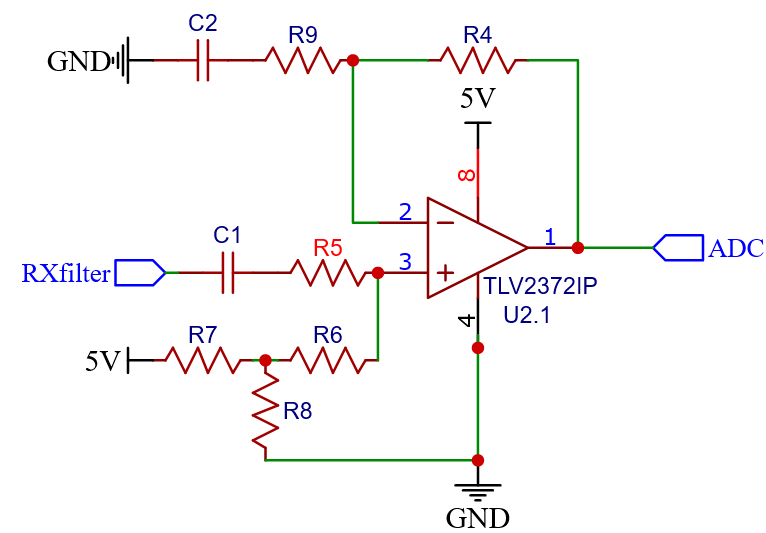 C2
R9
R4
GND
5V
8
2
1
C1
R5
3
RXfilter
ADC
TLV2372IP
4
U2.1
R7
R6
5V
R8
GND